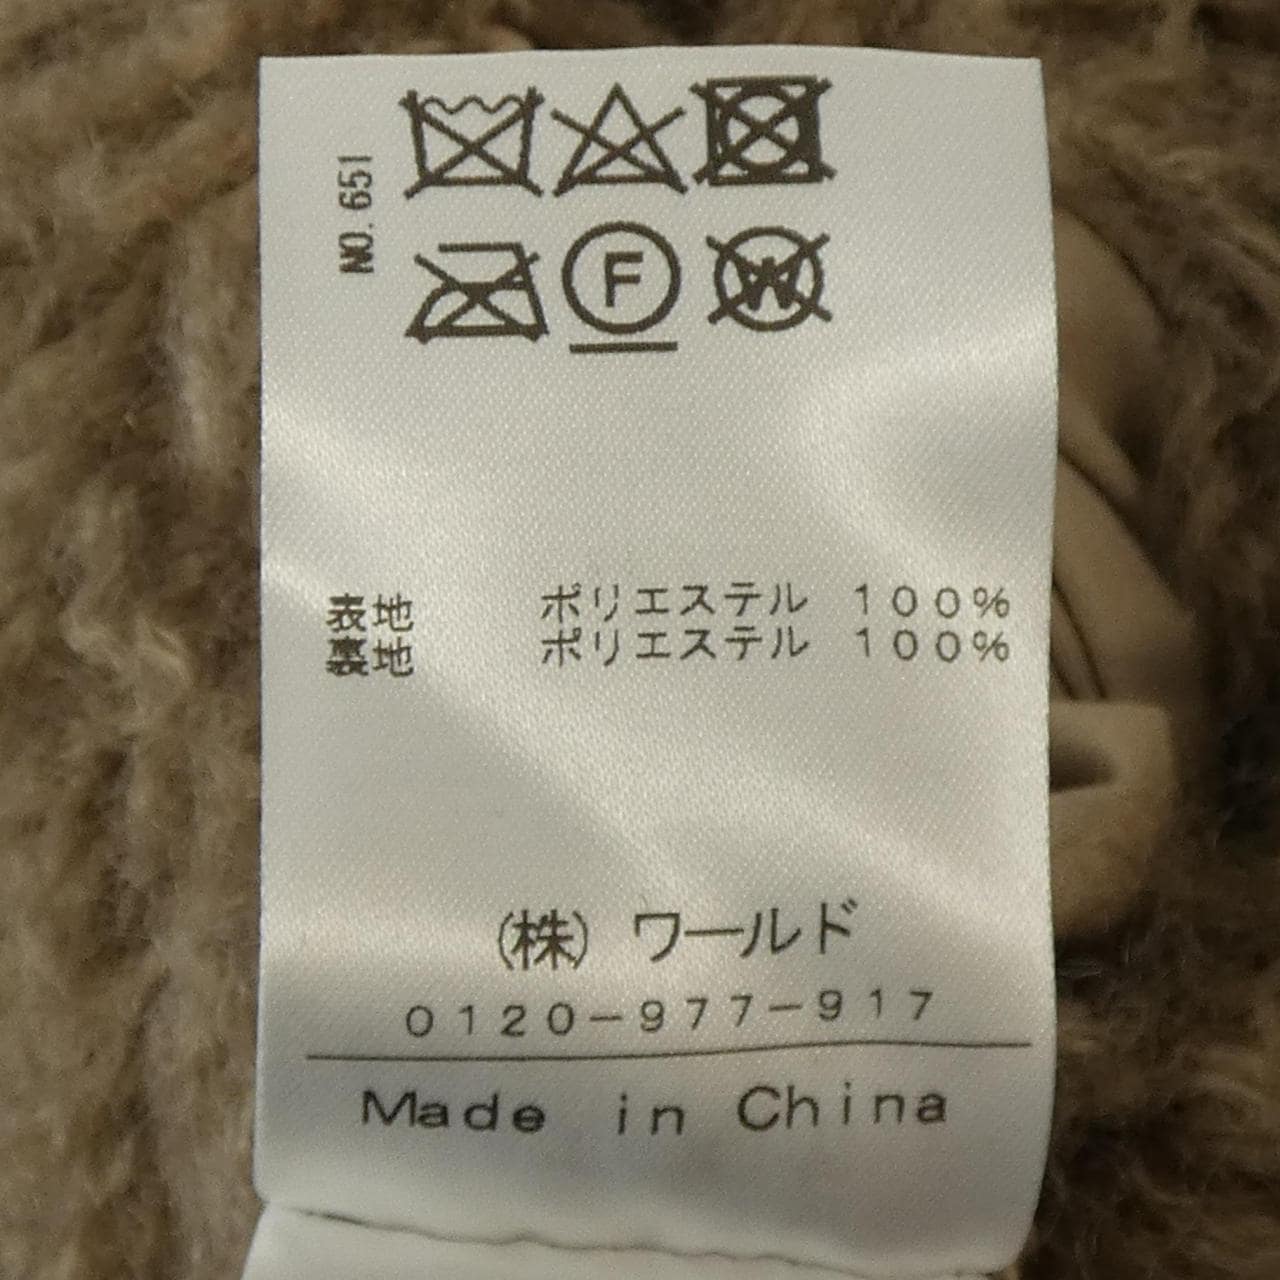 NO. 651
F
W
表地 ポリエステル 100%
裏地 ポリエステル 100%
(株) ワールド
0120-977-917
Made in China